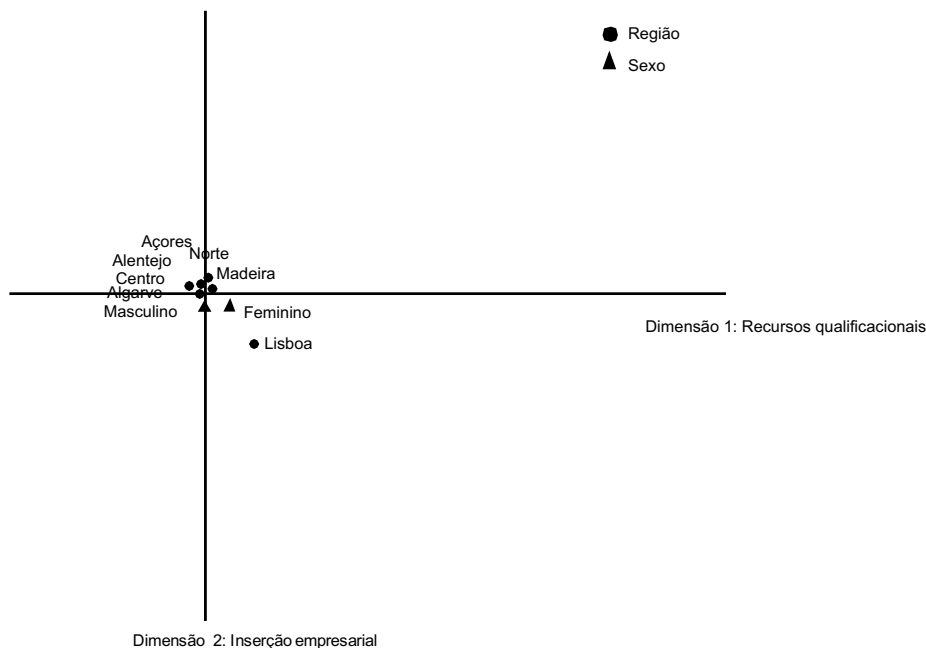 Região
Sexo
Açores
Norte
Alentejo
Madeira
Centro
Algarve
Masculino
Feminino
Dimensão 1: Recursos qualificacionais
Lisboa
Dimensão 2: Inserção empresarial